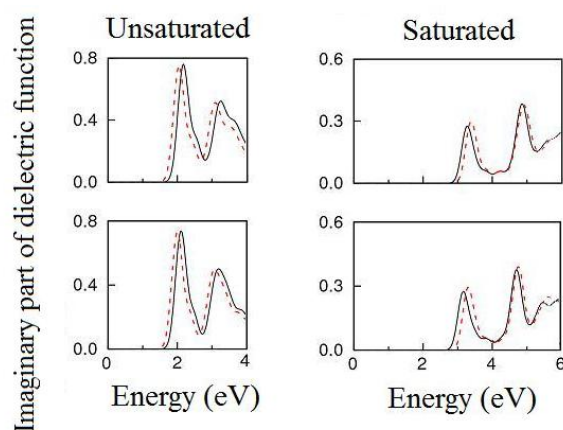 Unsaturated Saturated
Imaginary part of dielectric function
0.8 0.6
0.4 0.3
0.0 0.0
0.8 0.6
0.4 0.3
0.0 0.0
0 2 4 0 2 4 6
Energy (eV) Energy (eV)